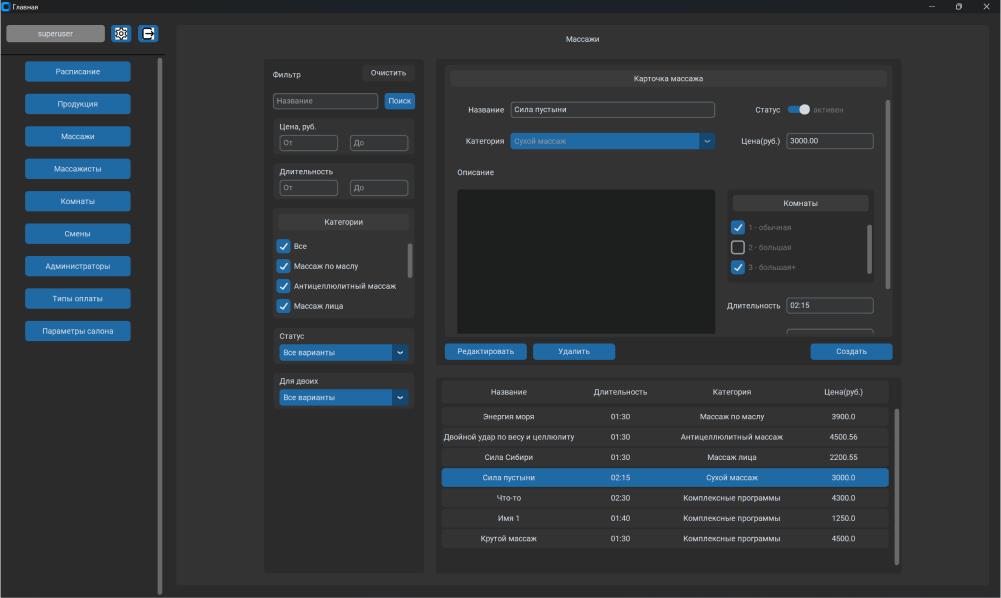 Главная
superuser
Расписание
Продукция
Массажи
Массажисты
Комнаты
Смены
Администраторы
Типы оплаты
Параметры салона
Массажи
Фильтр
Очистить
Название
Поиск
Цена, руб.
От До
Длительность
От До
Категории
Все
Массаж по маслу
Антицеллюлитный массаж
Массаж лица
Статус
Все варианты
Для двоих
Все варианты
Карточка массажа
Название Сила пустыни Статус активен
Категория Сухой массаж Цена(руб.) 3000.00
Описание
Комнаты
1 - обычная
2 - большая
3 - большая+
Длительность 02:15
Редактировать Удалить Создать
Название Длительность Категория Цена(руб.)
Энергия моря 01:30 Массаж по маслу 3900.0
Двойной удар по весу и целлюлиту 01:30 Антицеллюлитный массаж 4500.56
Сила Сибири 01:30 Массаж лица 2200.55
Сила пустыни 02:15 Сухой массаж 3000.0
Что-то 02:30 Комплексные программы 4300.0
Имя 1 01:40 Комплексные программы 1250.0
Крутой массаж 01:30 Комплексные программы 4500.0